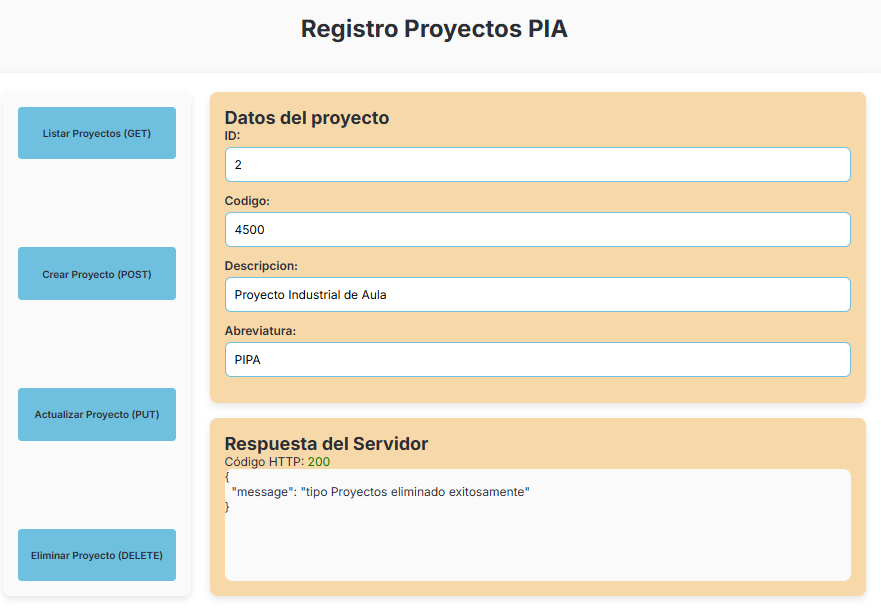 Registro Proyectos PIA
Listar Proyectos (GET)
Crear Proyecto (POST)
Actualizar Proyecto (PUT)
Eliminar Proyecto (DELETE)
Datos del proyecto
ID:
2
Codigo:
4500
Descripcion:
Proyecto Industrial de Aula
Abreviatura:
PIPA
Respuesta del Servidor
Código HTTP: 200
{
"message": "tipo Proyectos eliminado exitosamente"
}